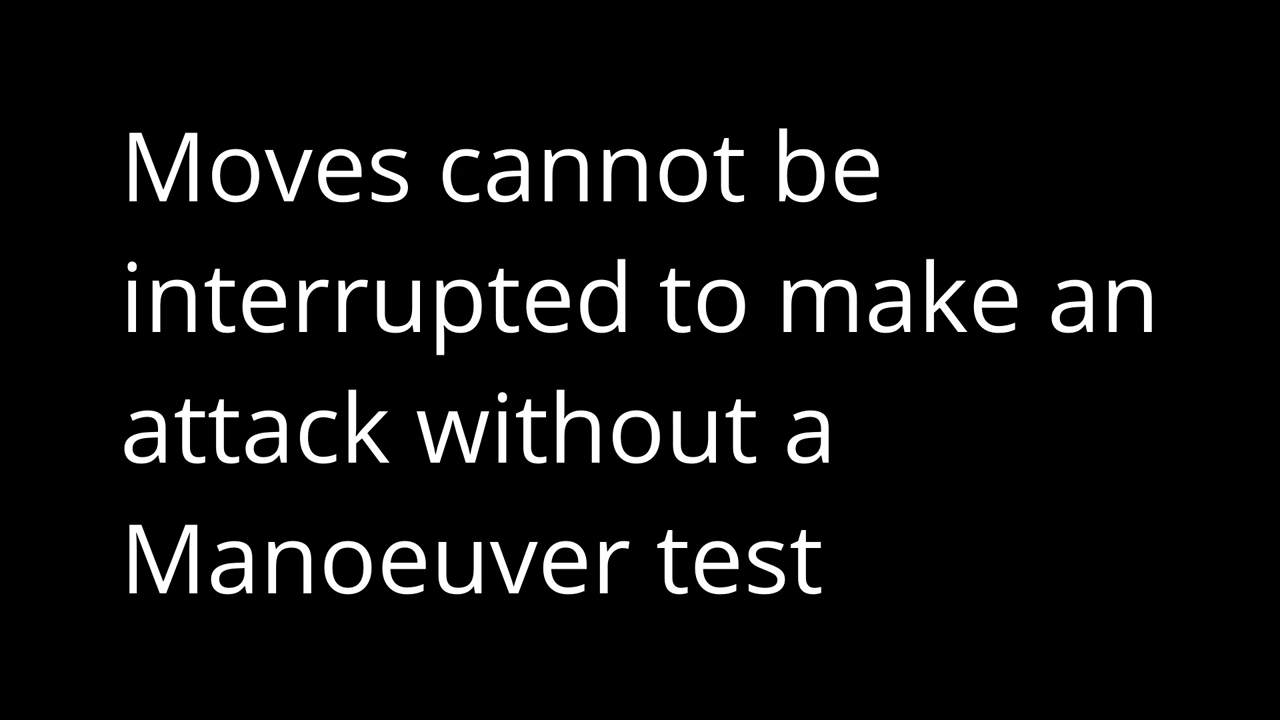 Moves cannot be
interrupted to make an
attack without a
Manoeuver test